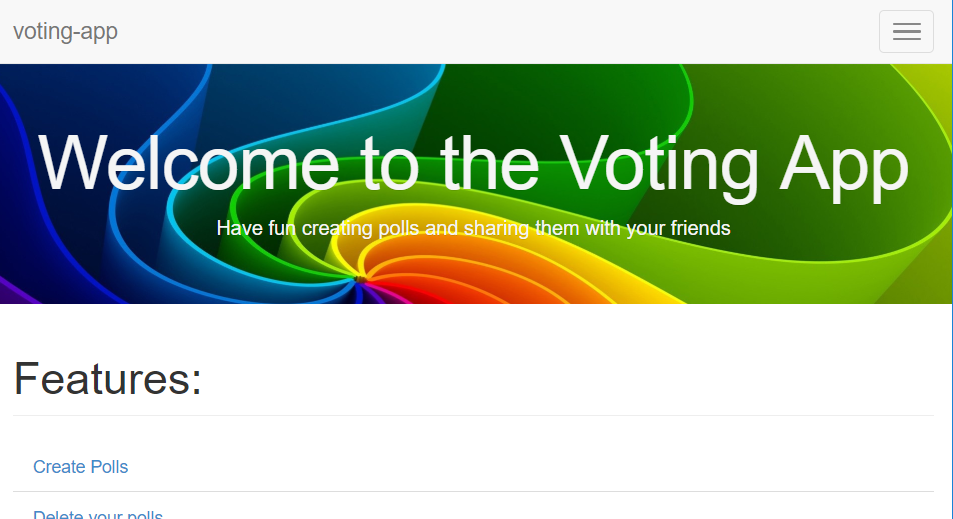 voting-app
Welcome to the Voting App
Have fun creating polls and sharing them with your friends
Features:
Create Polls
Delete your polls